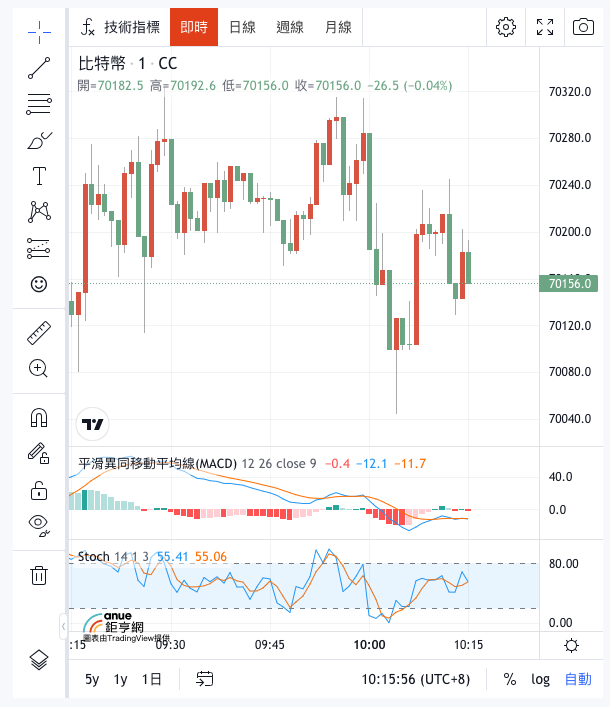 技術指標 即時 日線 週線 月線
比特幣 · 1 · CC
開=70182.5 高=70192.6 低=70156.0 收=70156.0 −26.5 (−0.04%)
70320.0
70280.0
70240.0
70200.0
70156.0
70120.0
70080.0
70040.0
平滑異同移動平均線(MACD) 12 26 close 9 −0.4 −12.1 −11.7
40.0
0.0
Stoch 14 1 3 55.41 55.06
80.00
0.00
anue
鉅亨網
圖表由TradingView提供
:15 09:30 09:45 10:00 10:15
5y 1y 1日 10:15:56 (UTC+8) % log 自動